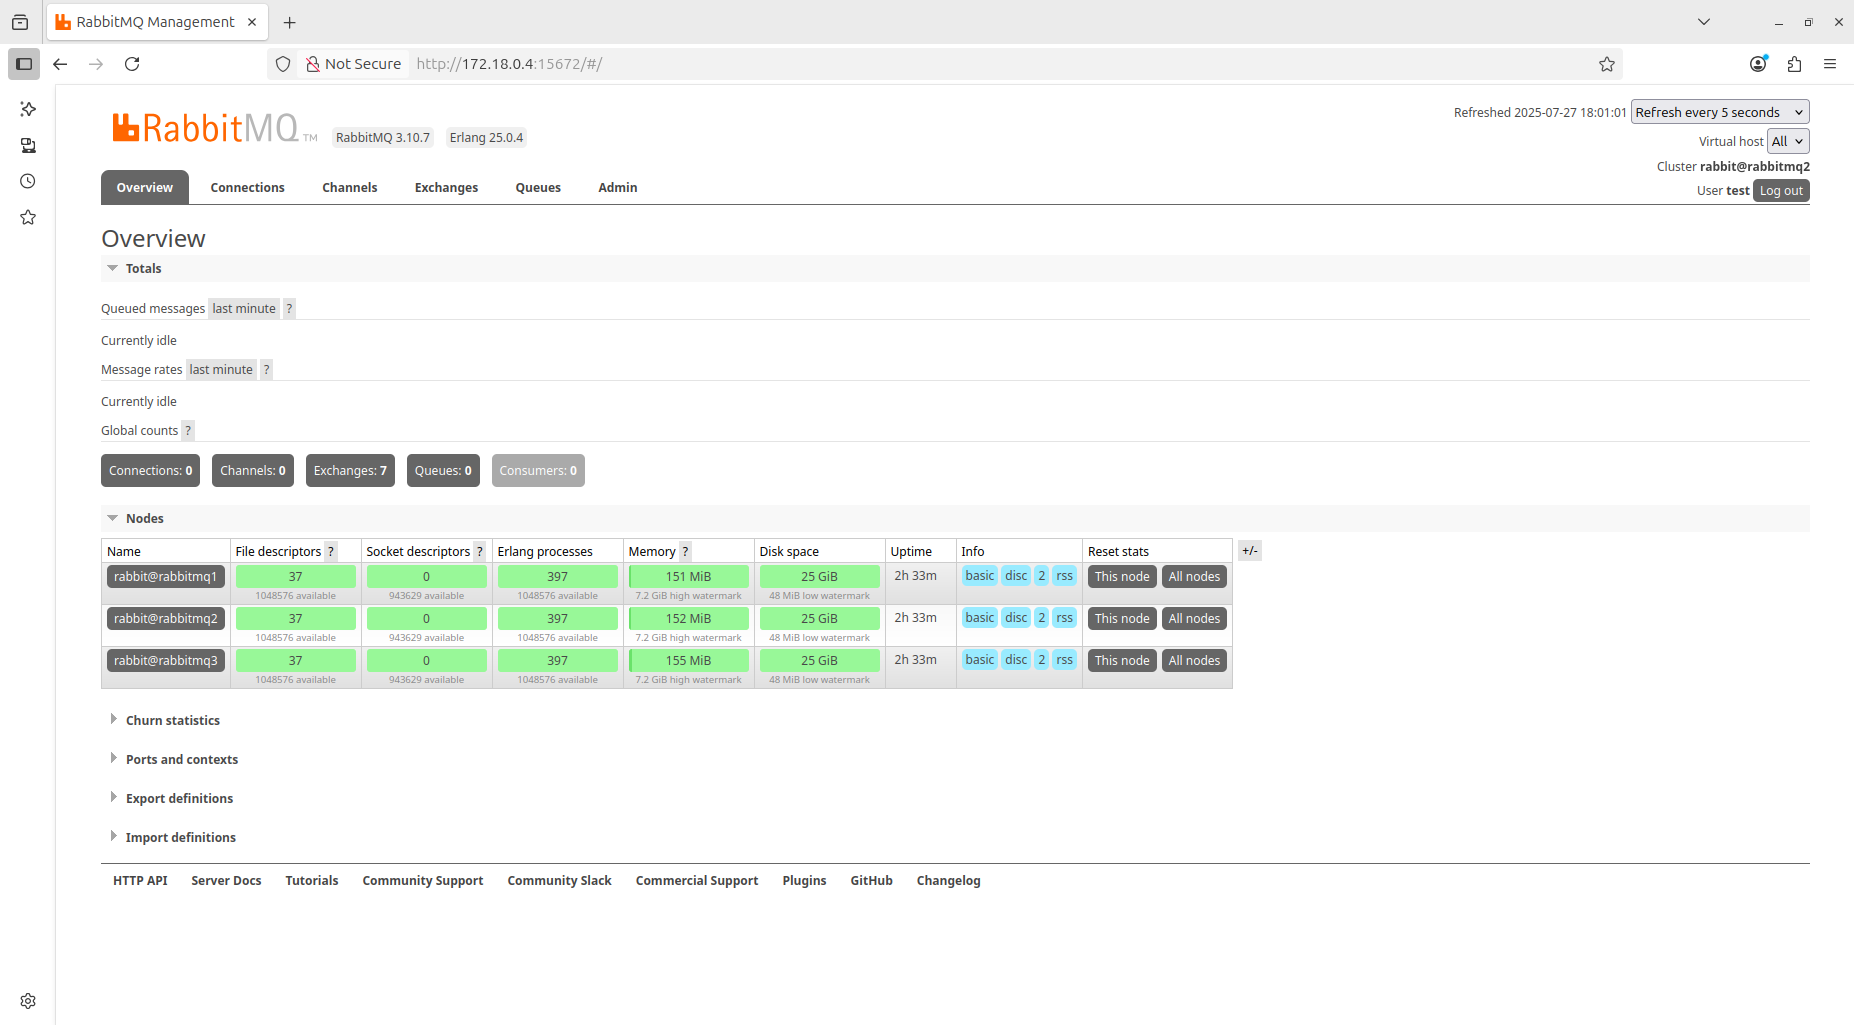 RabbitMQ Management
Not Secure http://172.18.0.4:15672/#/
RabbitMQ TM RabbitMQ 3.10.7 Erlang 25.0.4
Refreshed 2025-07-27 18:01:01 Refresh every 5 seconds
Virtual host All
Cluster rabbit@rabbitmq2
User test Log out
Overview Connections Channels Exchanges Queues Admin
Overview
Totals
Queued messages last minute ?
Currently idle
Message rates last minute ?
Currently idle
Global counts ?
Connections: 0 Channels: 0 Exchanges: 7 Queues: 0 Consumers: 0
Nodes
Name File descriptors ? Socket descriptors ? Erlang processes Memory ? Disk space Uptime Info Reset stats +/-
rabbit@rabbitmq1 37 0 397 151 MiB 25 GiB 2h 33m basic disc 2 rss This node All nodes
1048576 available 943629 available 1048576 available 7.2 GiB high watermark 48 MiB low watermark
rabbit@rabbitmq2 37 0 397 152 MiB 25 GiB 2h 33m basic disc 2 rss This node All nodes
1048576 available 943629 available 1048576 available 7.2 GiB high watermark 48 MiB low watermark
rabbit@rabbitmq3 37 0 397 155 MiB 25 GiB 2h 33m basic disc 2 rss This node All nodes
1048576 available 943629 available 1048576 available 7.2 GiB high watermark 48 MiB low watermark
Churn statistics
Ports and contexts
Export definitions
Import definitions
HTTP API Server Docs Tutorials Community Support Community Slack Commercial Support Plugins GitHub Changelog